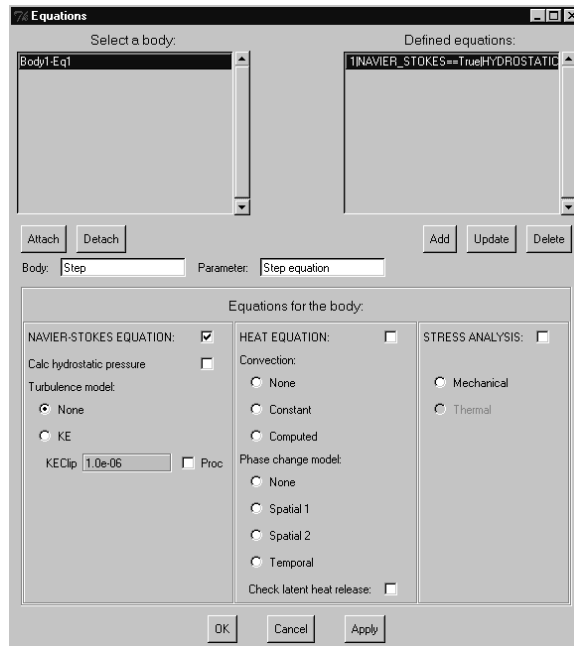 Equations
Select a body:
Defined equations:
Body1-Eq1
1|NAVIER_STOKES==True|HYDROSTATIC
Attach Detach Add Update Delete
Body: Step Parameter: Step equation
Equations for the body:
NAVIER-STOKES EQUATION:
Calc hydrostatic pressure
Turbulence model:
None
KE
KEClip 1.0e-06 Proc
HEAT EQUATION:
Convection:
None
Constant
Computed
Phase change model:
None
Spatial 1
Spatial 2
Temporal
Check latent heat release:
STRESS ANALYSIS:
Mechanical
Thermal
OK Cancel Apply